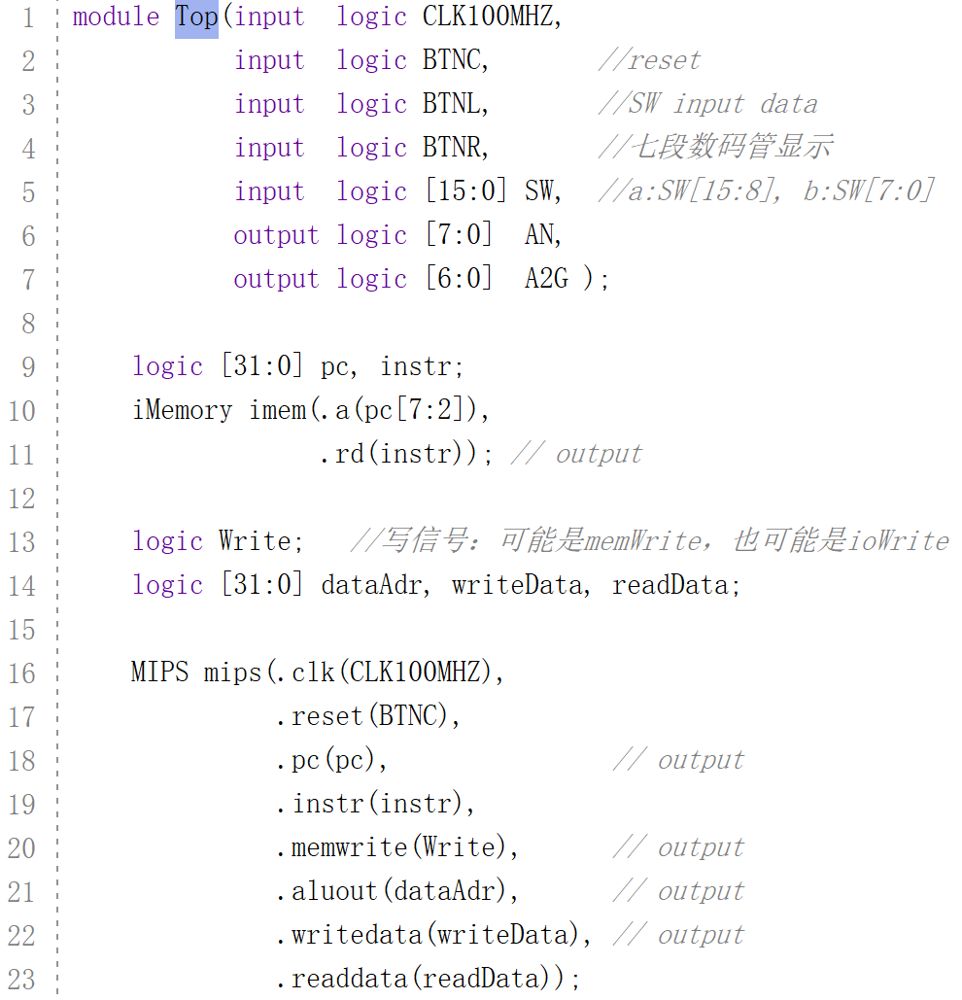 1 module Top(input  logic CLK100MHZ,
2            input  logic BTNC,       //reset
3            input  logic BTNL,       //SW input data
4            input  logic BTNR,       //七段数码管显示
5            input  logic [15:0] SW,  //a:SW[15:8], b:SW[7:0]
6            output logic [7:0]  AN,
7            output logic [6:0]  A2G );
8
9     logic [31:0] pc, instr;
10     iMemory imem(.a(pc[7:2]),
11                  .rd(instr)); // output
12
13     logic Write;   //写信号：可能是memWrite，也可能是ioWrite
14     logic [31:0] dataAdr, writeData, readData;
15
16     MIPS mips(.clk(CLK100MHZ),
17               .reset(BTNC),
18               .pc(pc),               // output
19               .instr(instr),
20               .memwrite(Write),      // output
21               .aluout(dataAdr),      // output
22               .writedata(writeData), // output
23               .readdata(readData));